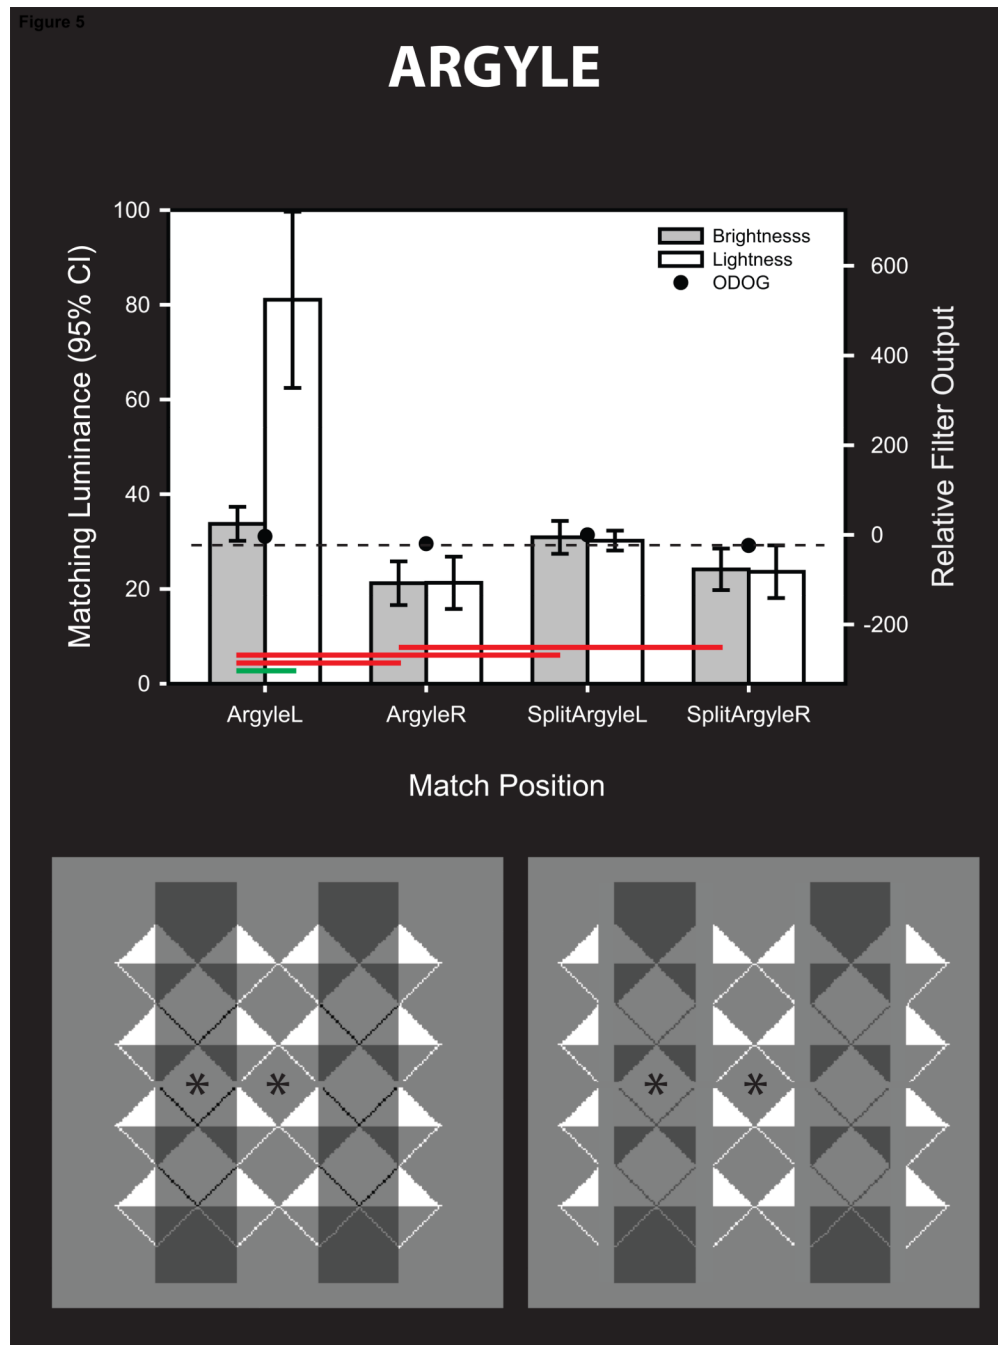 Figure 5
ARGYLE
Matching Luminance (95% CI)
100
80
60
40
20
0
Brightnesss
Lightness
ODOG
600
400
200
0
-200
Relative Filter Output
ArgyleL
ArgyleR
SplitArgyleL
SplitArgyleR
Match Position
* *
* *